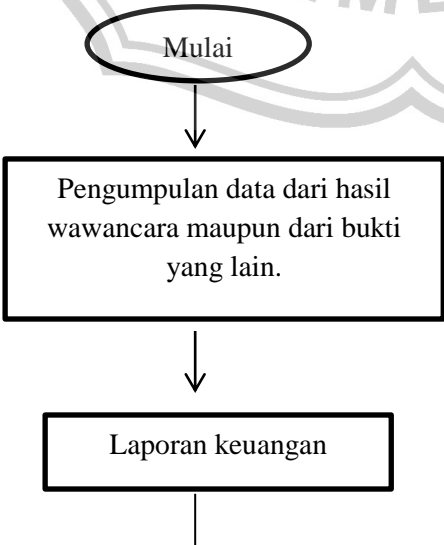 Mulai
Pengumpulan data dari hasil
wawancara maupun dari bukti
yang lain.
Laporan keuangan